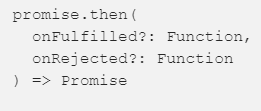 promise.then(
  onFulfilled?: Function,
  onRejected?: Function
) => Promise